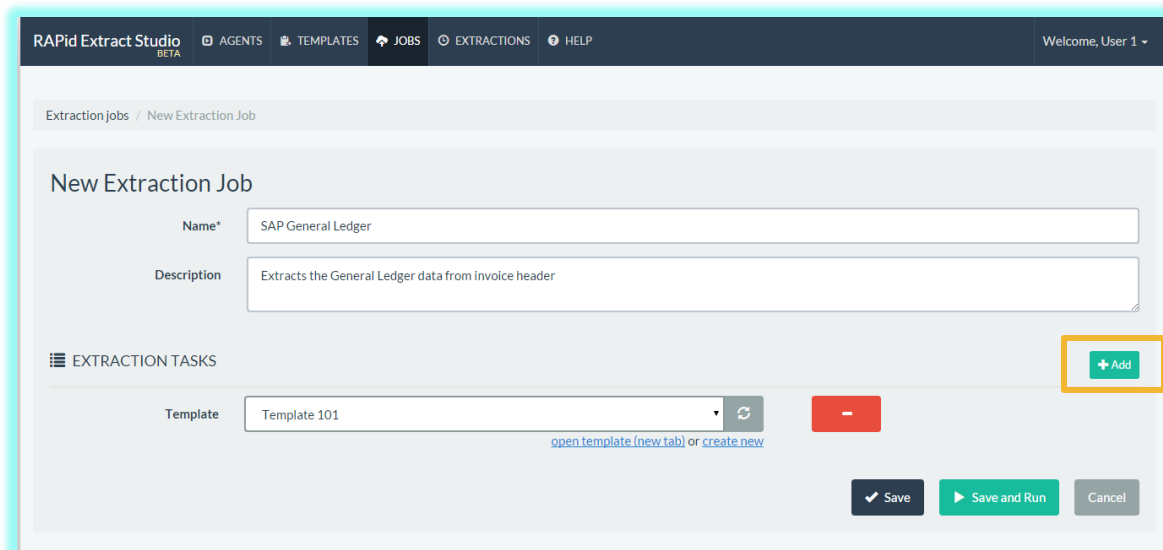 RAPid Extract Studio BETA AGENTS TEMPLATES JOBS EXTRACTIONS HELP Welcome, User 1
Extraction jobs / New Extraction Job
New Extraction Job
Name* SAP General Ledger
Description Extracts the General Ledger data from invoice header
EXTRACTION TASKS + Add
Template Template 101
open template (new tab) or create new
Save Save and Run Cancel